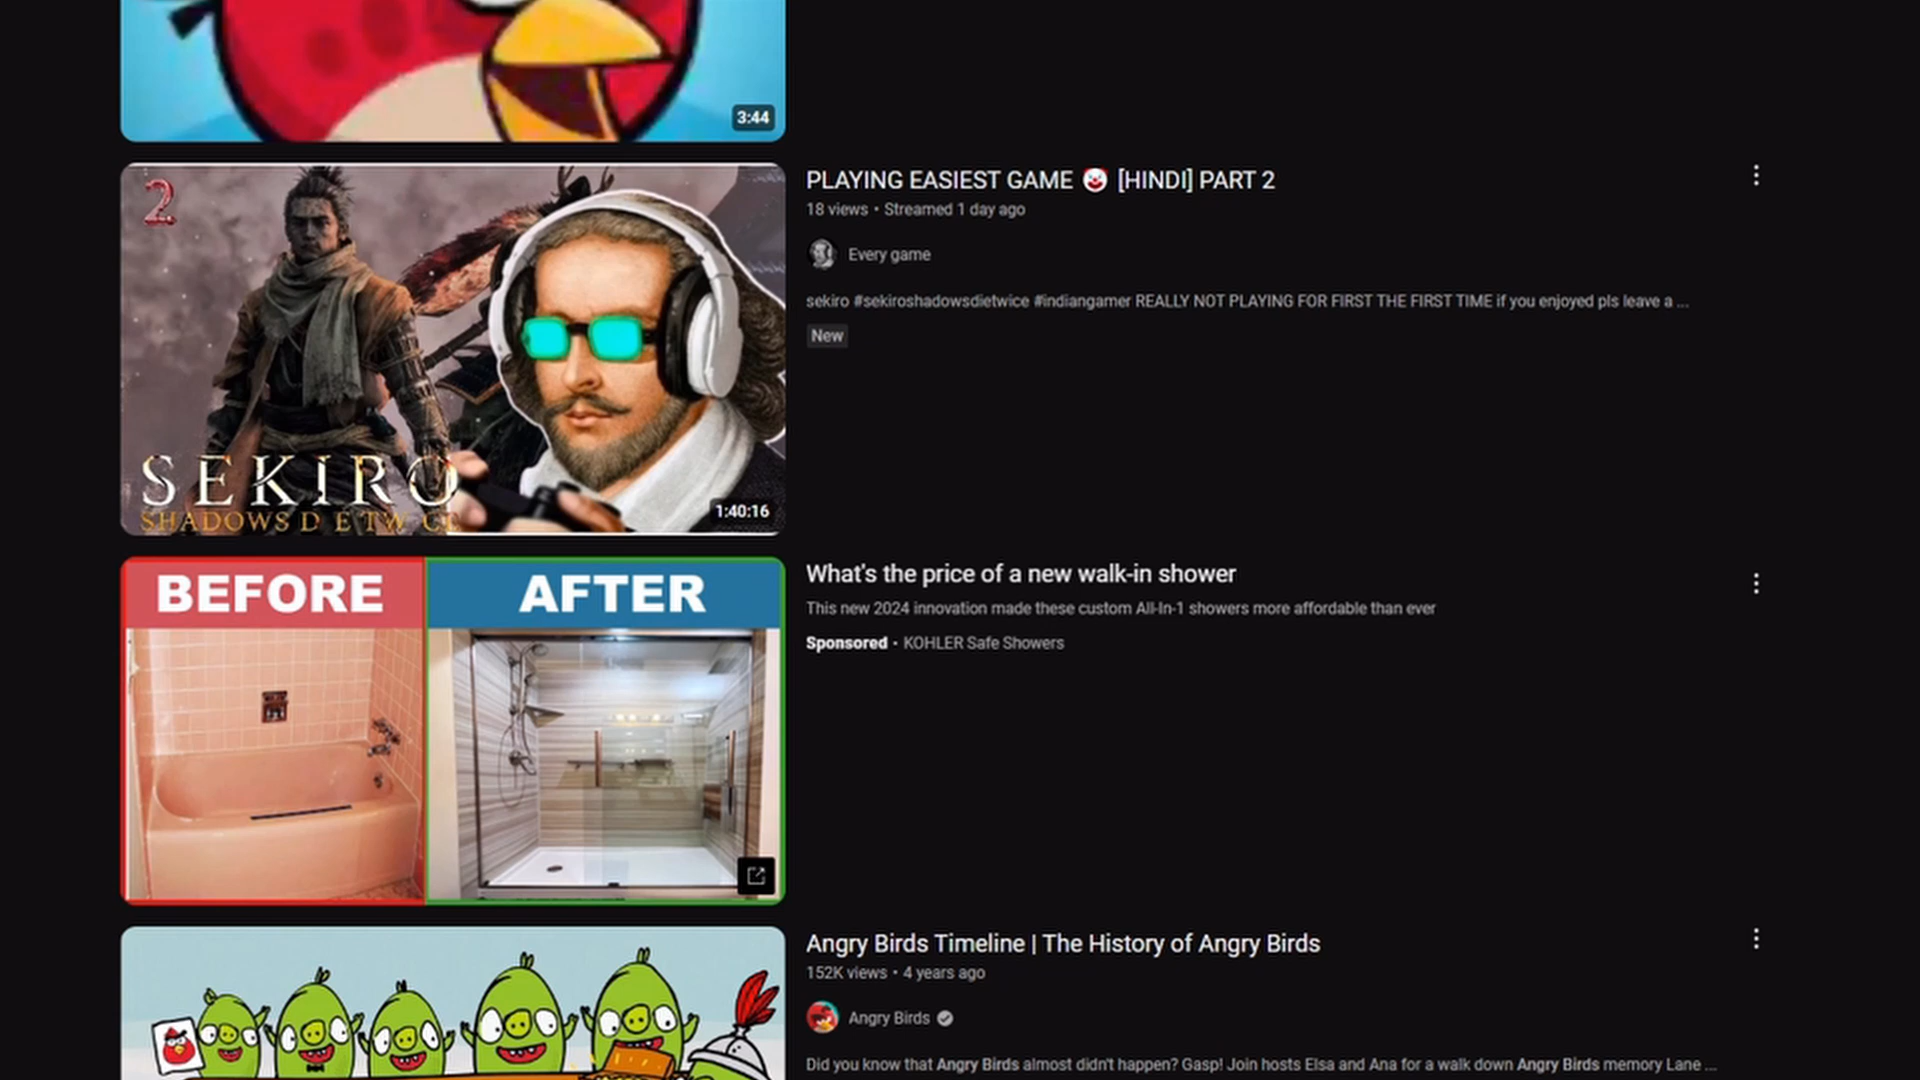 3:44
2
SEKIRO
SHADOWS DIE TWICE
1:40:16
PLAYING EASIEST GAME 🤡 [HINDI] PART 2
18 views • Streamed 1 day ago
Every game
sekiro #sekiroshadowsdietwice #indiangamer REALLY NOT PLAYING FOR FIRST THE FIRST TIME if you enjoyed pls leave a ...
New
BEFORE
AFTER
What's the price of a new walk-in shower
This new 2024 innovation made these custom All-In-1 showers more affordable than ever
Sponsored • KOHLER Safe Showers
Angry Birds Timeline | The History of Angry Birds
152K views • 4 years ago
Angry Birds
Did you know that Angry Birds almost didn't happen? Gasp! Join hosts Elsa and Ana for a walk down Angry Birds memory Lane ...